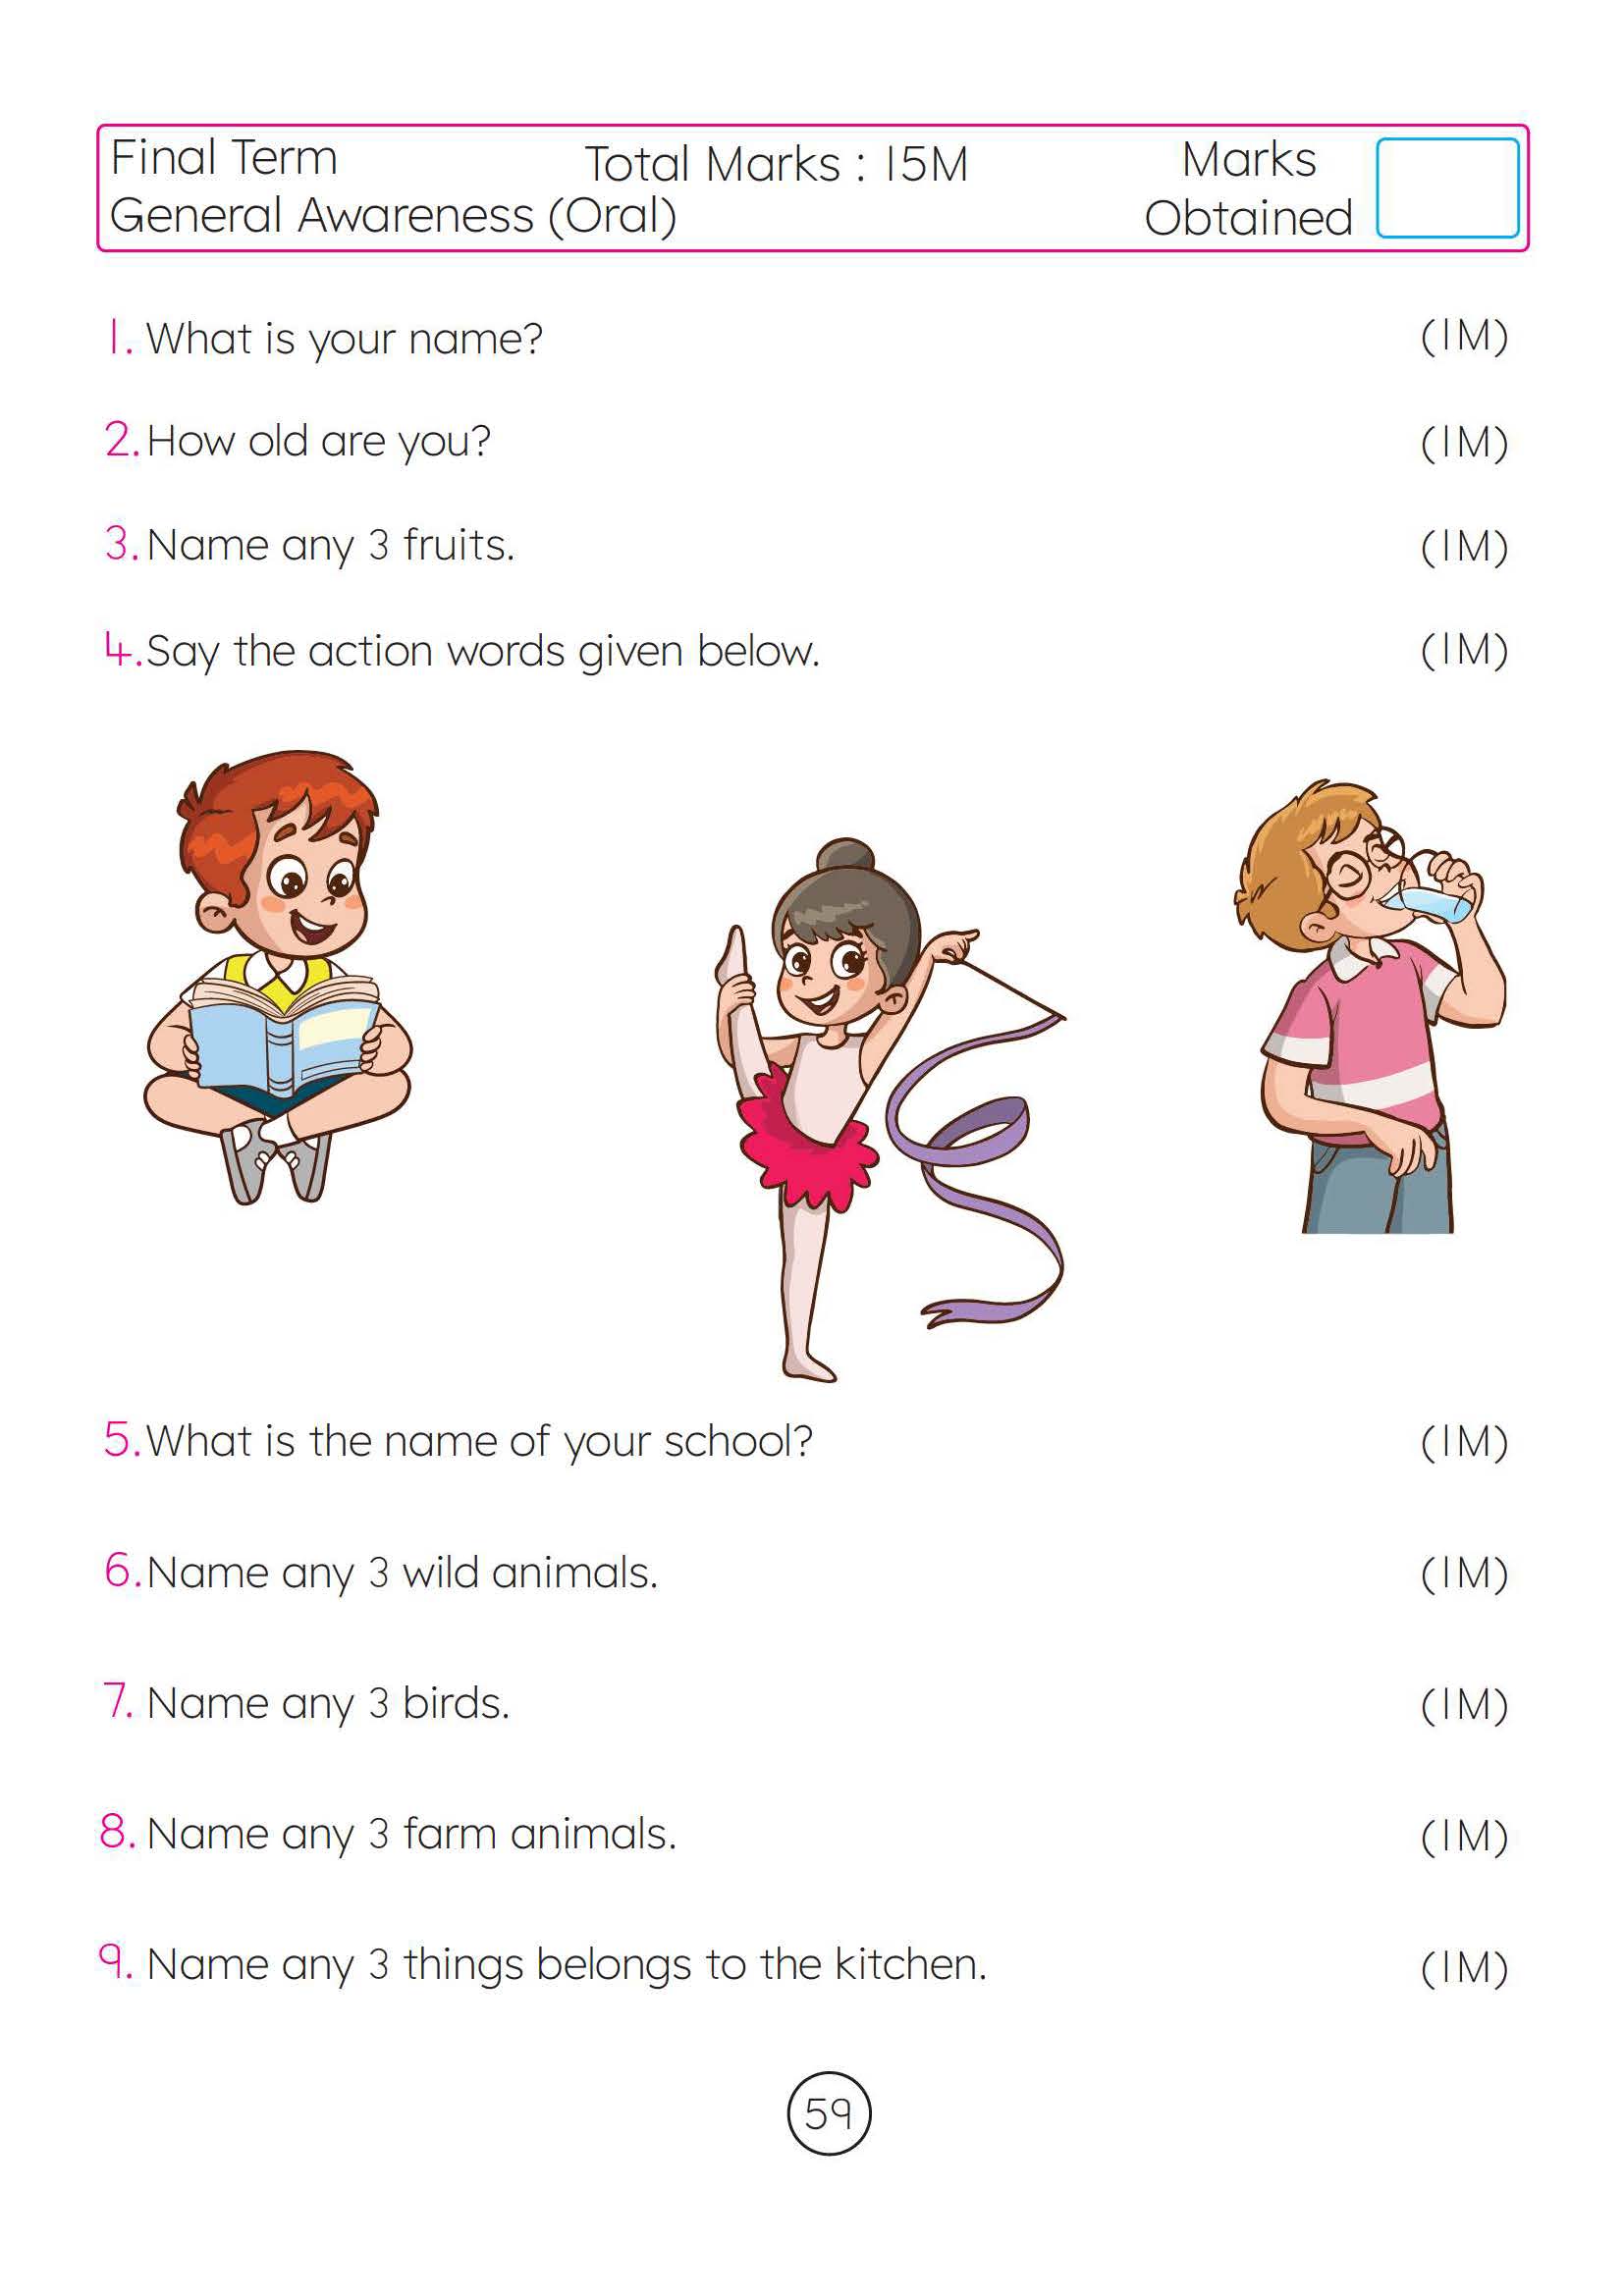 Final Term
General Awareness (Oral)
Total Marks : 15M
Marks
Obtained
1. What is your name? (1M)
2. How old are you? (1M)
3. Name any 3 fruits. (1M)
4. Say the action words given below. (1M)
5. What is the name of your school? (1M)
6. Name any 3 wild animals. (1M)
7. Name any 3 birds. (1M)
8. Name any 3 farm animals. (1M)
9. Name any 3 things belongs to the kitchen. (1M)
59